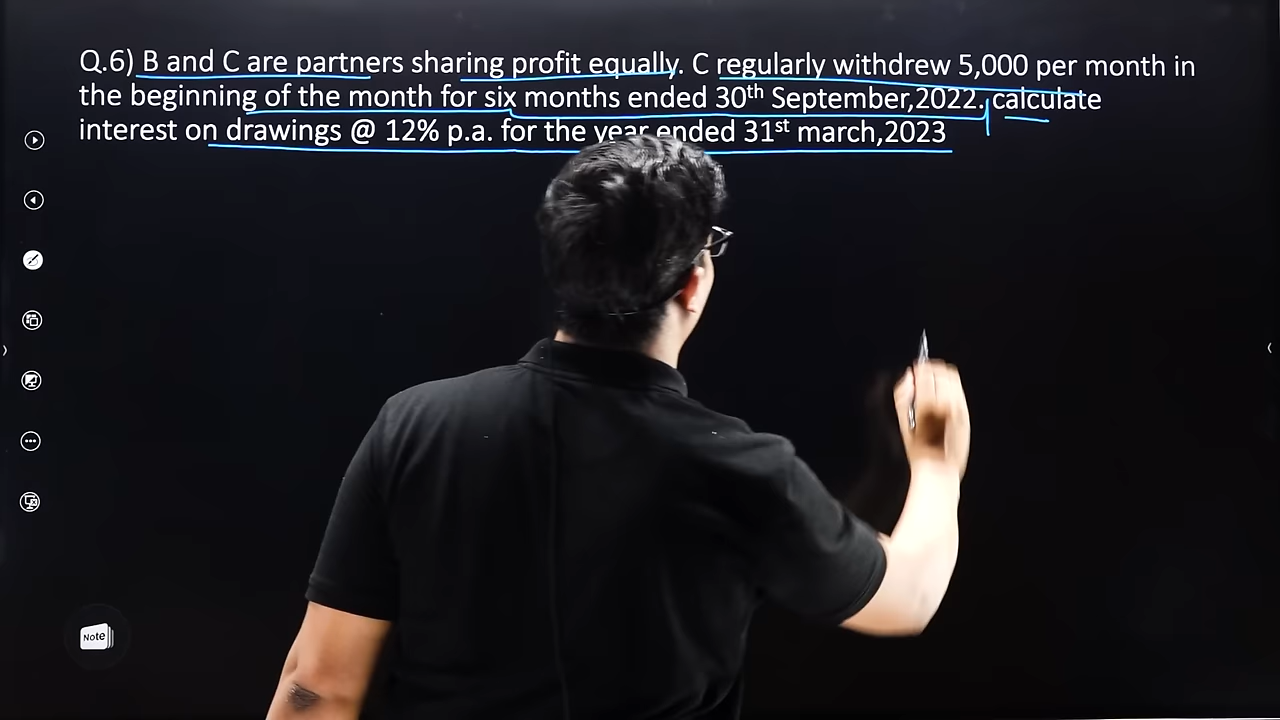 Q.6) B and C are partners sharing profit equally. C regularly withdrew 5,000 per month in
the beginning of the month for six months ended 30th September,2022. calculate
interest on drawings @ 12% p.a. for the year ended 31st march,2023
Note